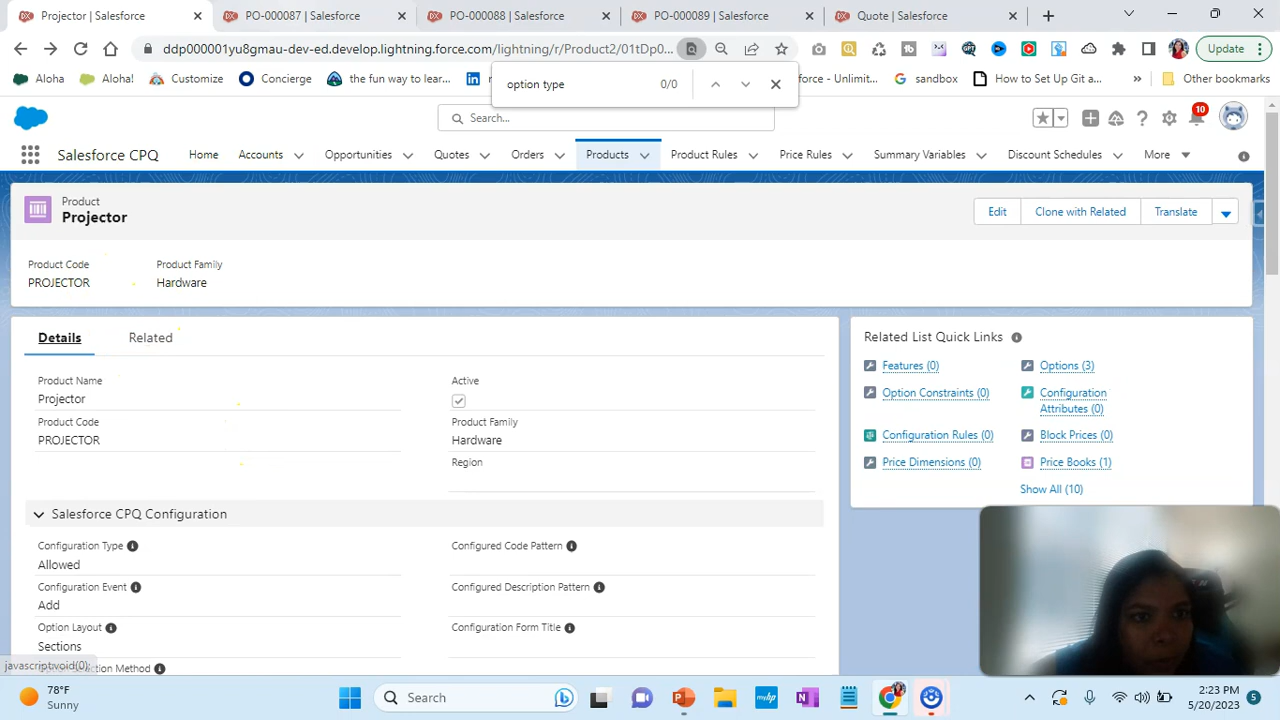 Projector | Salesforce
PO-000087 | Salesforce
PO-000088 | Salesforce
PO-000089 | Salesforce
Quote | Salesforce
ddp000001yu8gmau-dev-ed.develop.lightning.force.com/lightning/r/Product2/01tDp0...
Update
Aloha
Aloha!
Customize
Concierge
the fun way to lear...
option type
0/0
force - Unlimit...
sandbox
How to Set Up Git a...
Other bookmarks
Search...
10
Salesforce CPQ
Home
Accounts
Opportunities
Quotes
Orders
Products
Product Rules
Price Rules
Summary Variables
Discount Schedules
More
Product
Projector
Edit
Clone with Related
Translate
Product Code
Product Family
PROJECTOR
Hardware
Details
Related
Product Name
Active
Projector
Product Code
Product Family
PROJECTOR
Hardware
Region
Salesforce CPQ Configuration
Configuration Type
Configured Code Pattern
Allowed
Configuration Event
Configured Description Pattern
Add
Option Layout
Configuration Form Title
Sections
Method
javascript:void(0)
Related List Quick Links
Features (0)
Options (3)
Option Constraints (0)
Configuration
Attributes (0)
Configuration Rules (0)
Block Prices (0)
Price Dimensions (0)
Price Books (1)
Show All (10)
78°F
Sunny
Search
2:23 PM
5/20/2023
5